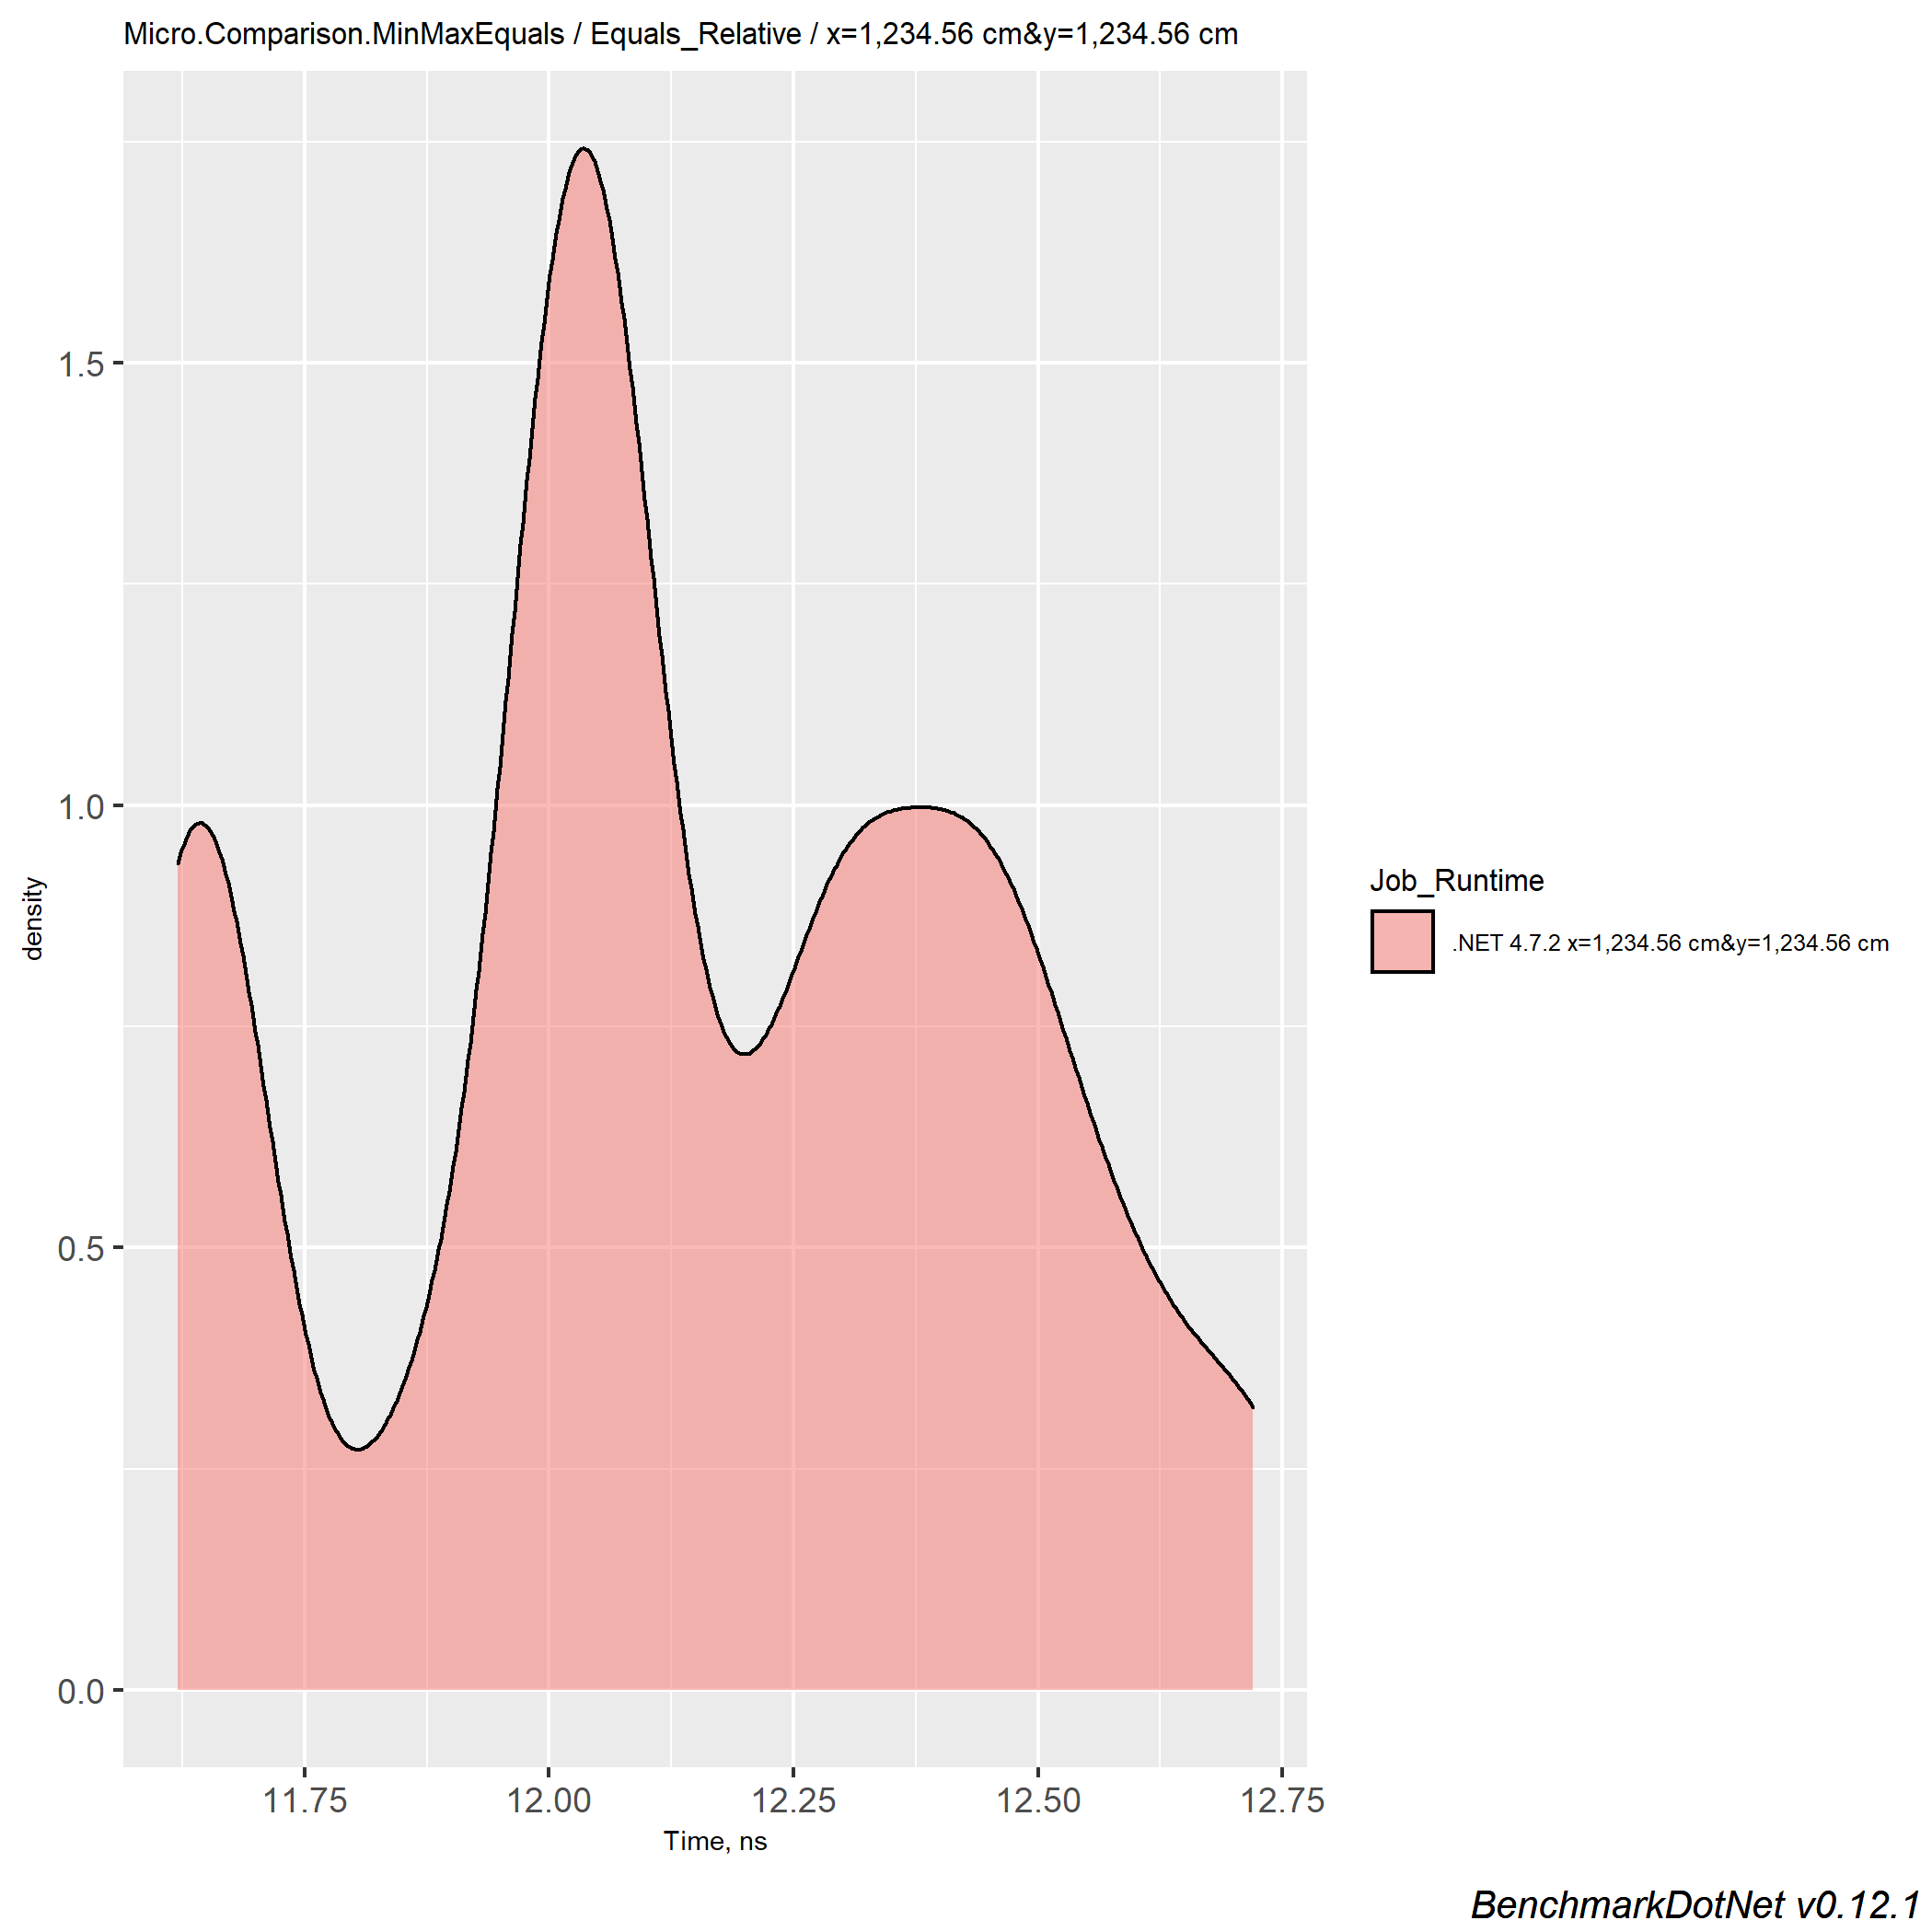 Micro.Comparison.MinMaxEquals / Equals_Relative / x=1,234.56 cm&y=1,234.56 cm
1.5
1.0
0.5
0.0
density
11.75 12.00 12.25 12.50 12.75
Time, ns
Job_Runtime
.NET 4.7.2 x=1,234.56 cm&y=1,234.56 cm
BenchmarkDotNet v0.12.1